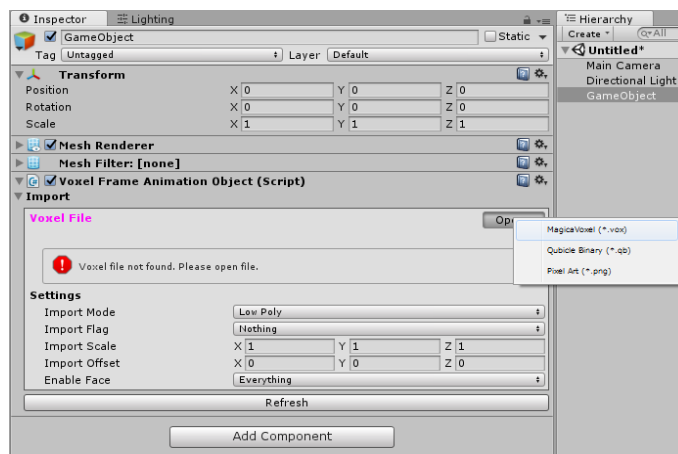 Inspector Lighting
GameObject Static
Tag Untagged Layer Default
Transform
Position X 0 Y 0 Z 0
Rotation X 0 Y 0 Z 0
Scale X 1 Y 1 Z 1
Mesh Renderer
Mesh Filter: [none]
Voxel Frame Animation Object (Script)
Import
Voxel File
Voxel file not found. Please open file.
Settings
Import Mode Low Poly
Import Flag Nothing
Import Scale X 1 Y 1 Z 1
Import Offset X 0 Y 0 Z 0
Enable Face Everything
Refresh
Add Component
MagicaVoxel (*.vox)
Qubicle Binary (*.qb)
Pixel Art (*.png)
Hierarchy
Create All
Untitled*
Main Camera
Directional Light
GameObject